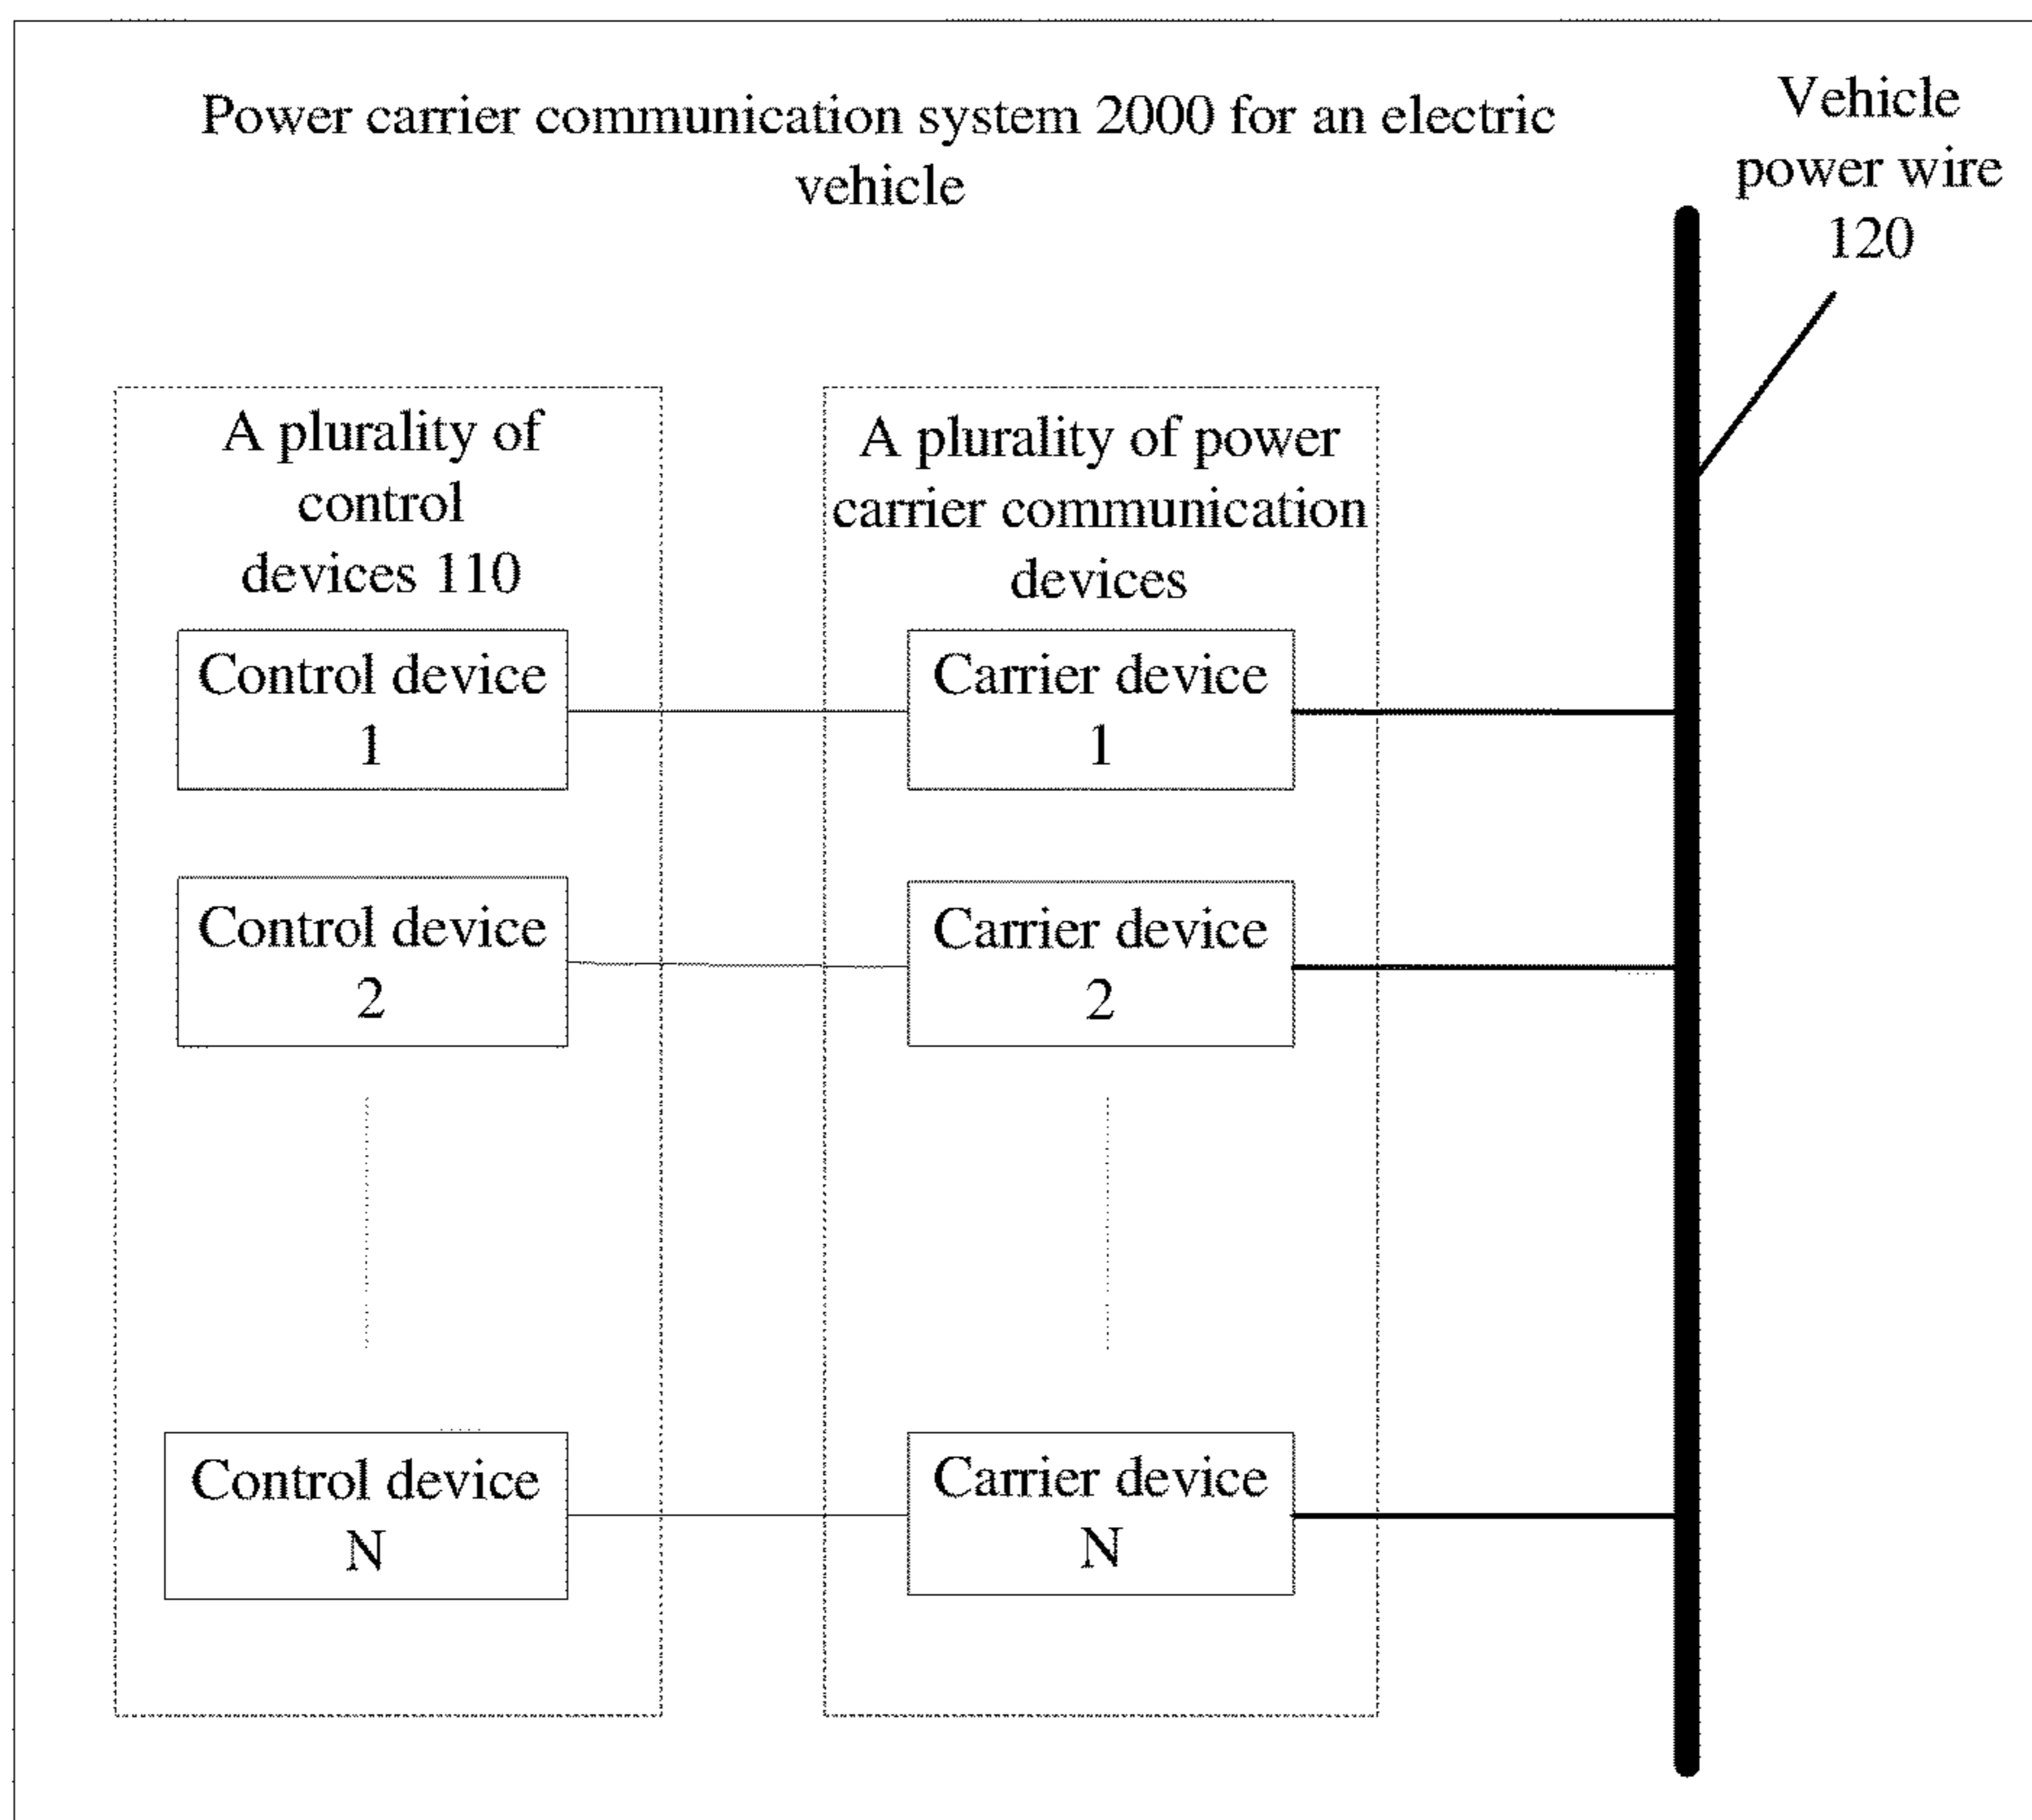 Power carrier communication system 2000 for an electric
vehicle
Vehicle
power wire
120
A plurality of
control
devices 110
A plurality of power
carrier communication
devices
Control device
1
Carrier device
1
Control device
2
Carrier device
2
Control device
N
Carrier device
N